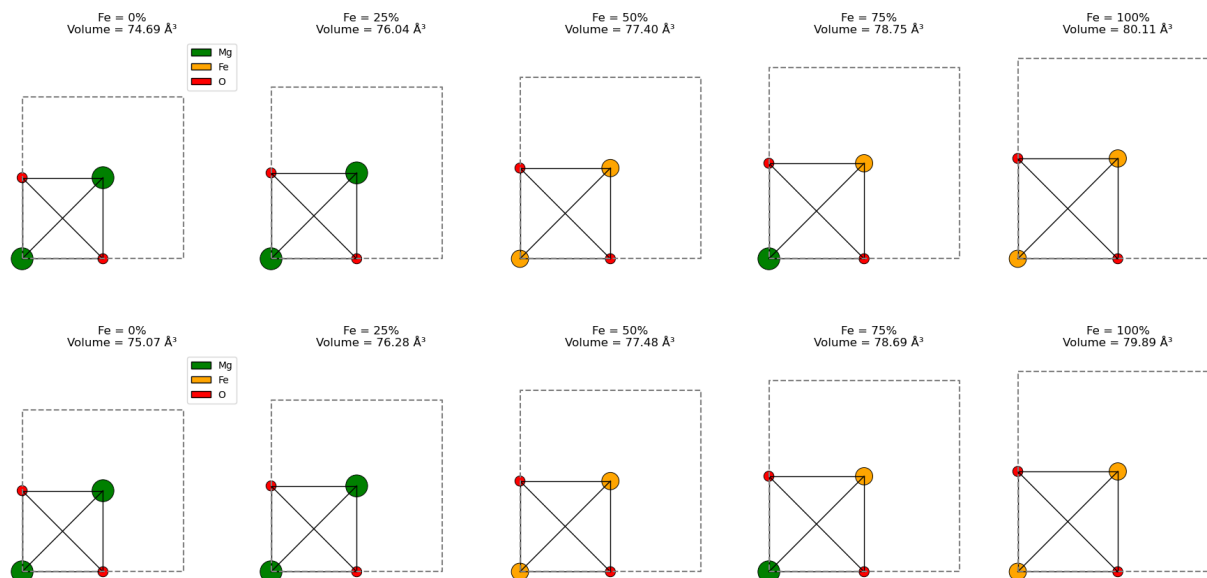 Fe = 0%
Volume = 74.69 Å³
Fe = 25%
Volume = 76.04 Å³
Fe = 50%
Volume = 77.40 Å³
Fe = 75%
Volume = 78.75 Å³
Fe = 100%
Volume = 80.11 Å³
Mg
Fe
O
Fe = 0%
Volume = 75.07 Å³
Fe = 25%
Volume = 76.28 Å³
Fe = 50%
Volume = 77.48 Å³
Fe = 75%
Volume = 78.69 Å³
Fe = 100%
Volume = 79.89 Å³
Mg
Fe
O